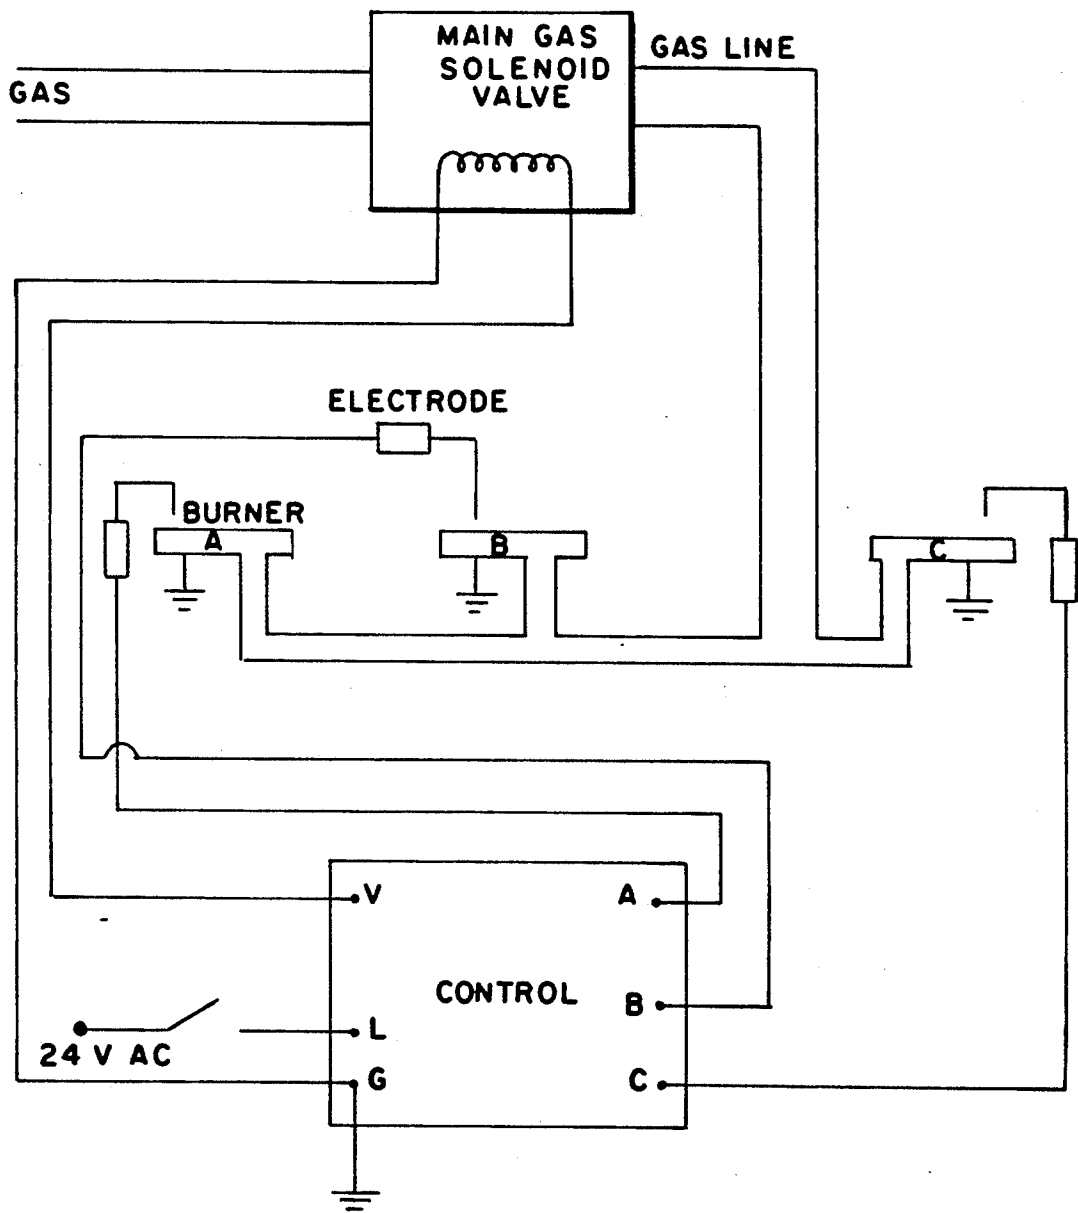 MAIN GAS
SOLENOID
VALVE
GAS LINE
GAS
ELECTRODE
BURNER
A
B
C
V
A
CONTROL
B
L
24 V AC
G
C